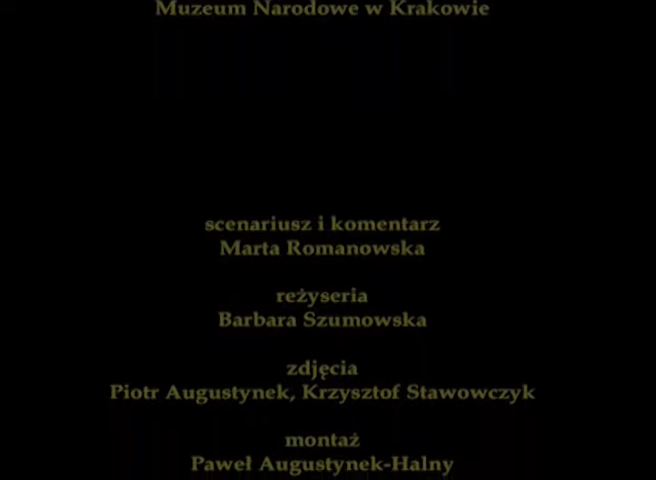 Muzeum Narodowe w Krakowie
scenariusz i komentarz
Marta Romanowska
reżyseria
Barbara Szumowska
zdjęcia
Piotr Augustynek, Krzysztof Stawowczyk
montaż
Paweł Augustynek-Halny